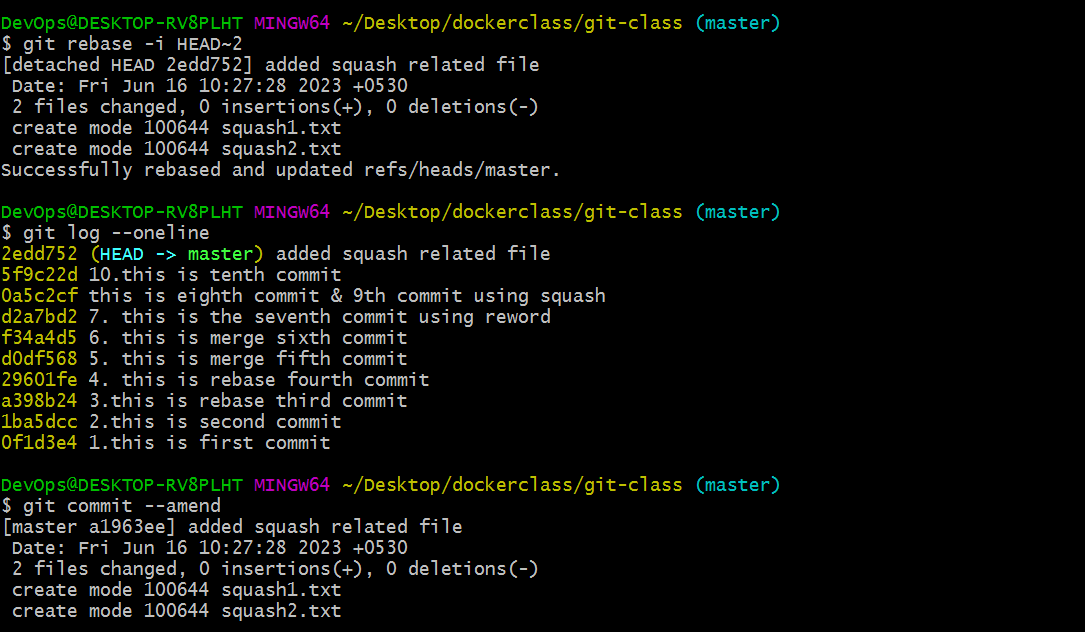 DevOps@DESKTOP-RV8PLHT MINGW64 ~/Desktop/dockerclass/git-class (master)
$ git rebase -i HEAD~2
[detached HEAD 2edd752] added squash related file
 Date: Fri Jun 16 10:27:28 2023 +0530
 2 files changed, 0 insertions(+), 0 deletions(-)
 create mode 100644 squash1.txt
 create mode 100644 squash2.txt
Successfully rebased and updated refs/heads/master.

DevOps@DESKTOP-RV8PLHT MINGW64 ~/Desktop/dockerclass/git-class (master)
$ git log --oneline
2edd752 (HEAD -> master) added squash related file
5f9c22d 10.this is tenth commit
0a5c2cf this is eighth commit & 9th commit using squash
d2a7bd2 7. this is the seventh commit using reword
f34a4d5 6. this is merge sixth commit
d0df568 5. this is merge fifth commit
29601fe 4. this is rebase fourth commit
a398b24 3.this is rebase third commit
1ba5dcc 2.this is second commit
0f1d3e4 1.this is first commit

DevOps@DESKTOP-RV8PLHT MINGW64 ~/Desktop/dockerclass/git-class (master)
$ git commit --amend
[master a1963ee] added squash related file
 Date: Fri Jun 16 10:27:28 2023 +0530
 2 files changed, 0 insertions(+), 0 deletions(-)
 create mode 100644 squash1.txt
 create mode 100644 squash2.txt